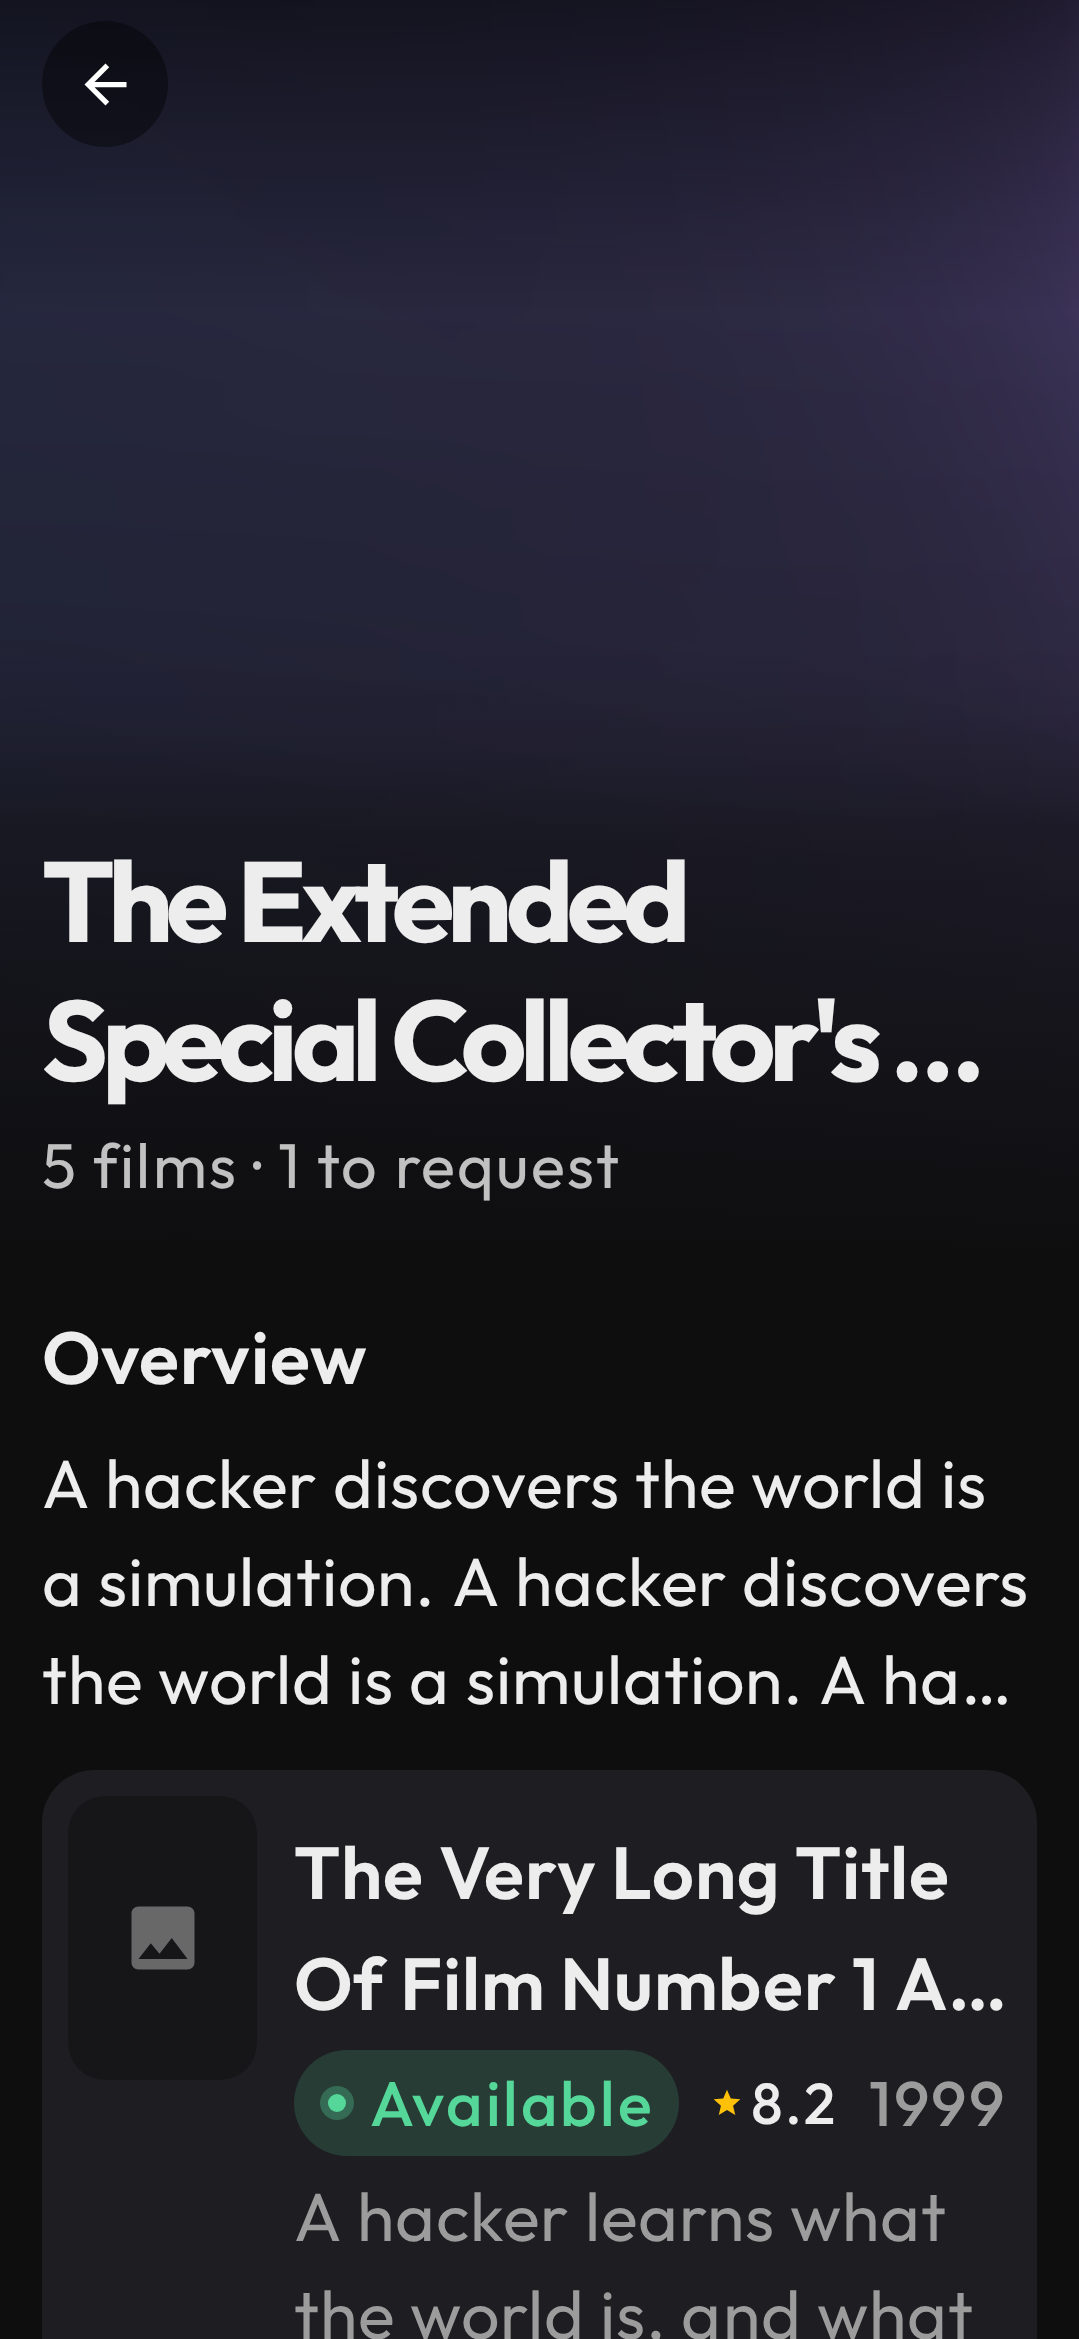 The Extended
Special Collector's ...
5 films · 1 to request
Overview
A hacker discovers the world is
a simulation. A hacker discovers
the world is a simulation. A ha...
The Very Long Title
Of Film Number 1 A...
Available 8.2 1999
A hacker learns what
the world is, and what